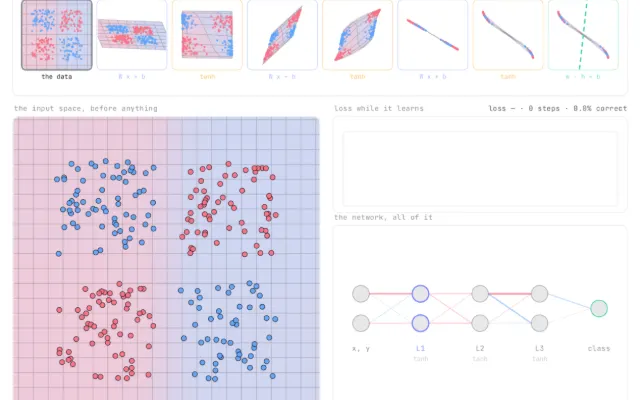 the data
tanh
tanh
tanh
the input space, before anything
loss while it learns
loss — · 0 steps · 0.0% correct
the network, all of it
x, y
L1
L2
L3
class
tanh
tanh
tanh